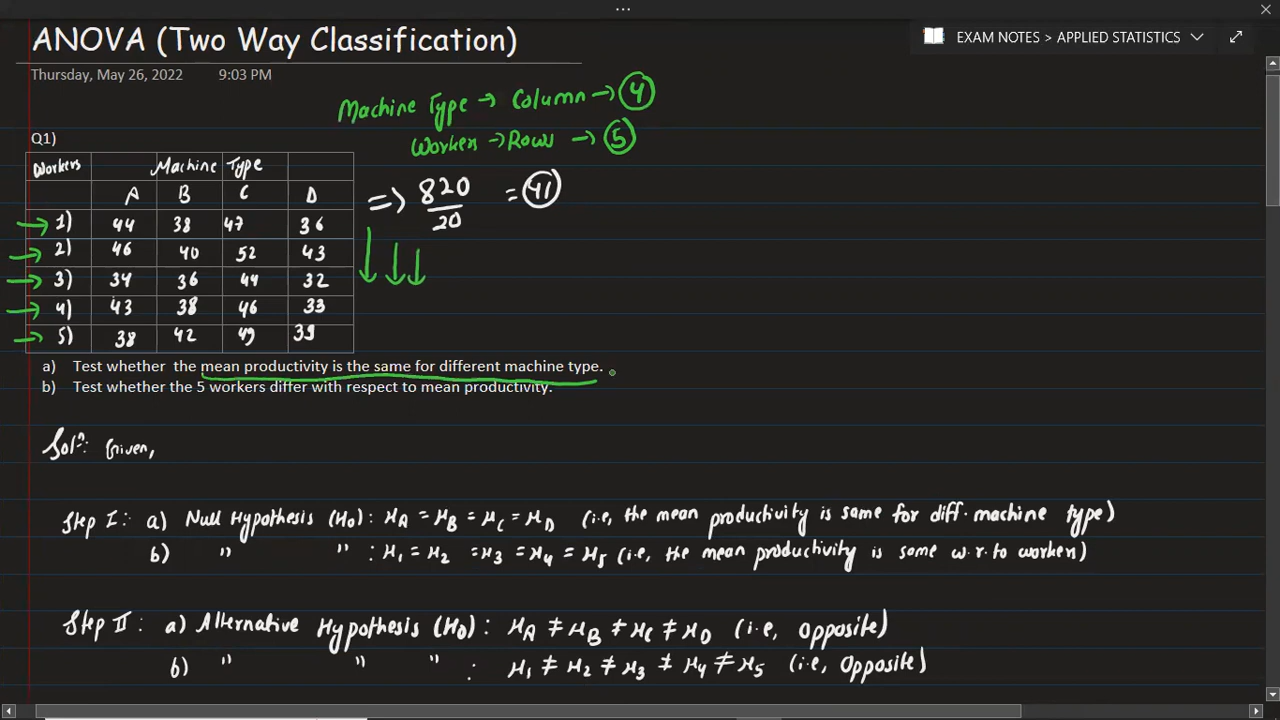 ANOVA (Two Way Classification)
EXAM NOTES > APPLIED STATISTICS
Thursday, May 26, 2022 9:03 PM
Machine Type → Column → 4
Workers → Rows → 5
Q1)
Workers Machine Type
A B C D
⇒ 820/20 = 41
→ 1) 44 38 47 36
→ 2) 46 40 52 43
→ 3) 34 36 44 32
→ 4) 43 38 46 33
→ 5) 38 42 49 39
a) Test whether the mean productivity is the same for different machine type.
b) Test whether the 5 workers differ with respect to mean productivity.
Solⁿ: Given,
Step I: a) Null Hypothesis (H₀) : μA = μB = μC = μD (i.e, the mean productivity is same for diff. machine type)
b) " " : μ1 = μ2 = μ3 = μ4 = μ5 (i.e, the mean productivity is same w.r.to workers)
Step II : a) Alternative Hypothesis (H₀) : μA ≠ μB ≠ μC ≠ μD (i.e, opposite)
b) " " " : μ1 ≠ μ2 ≠ μ3 ≠ μ4 ≠ μ5 (i.e, opposite)